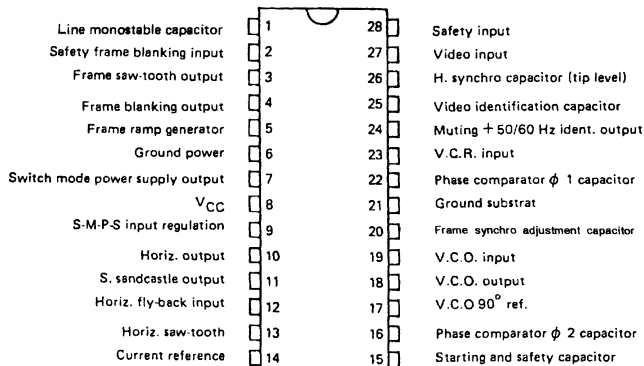 Line monostable capacitor 1 28 Safety input
Safety frame blanking input 2 27 Video input
Frame saw-tooth output 3 26 H. synchro capacitor (tip level)
Frame blanking output 4 25 Video identification capacitor
Frame ramp generator 5 24 Muting + 50/60 Hz ident. output
Ground power 6 23 V.C.R. input
Switch mode power supply output 7 22 Phase comparator ϕ 1 capacitor
VCC 8 21 Ground substrat
S-M-P-S input regulation 9 20 Frame synchro adjustment capacitor
Horiz. output 10 19 V.C.O. input
S. sandcastle output 11 18 V.C.O. output
Horiz. fly-back input 12 17 V.C.O 90° ref.
Horiz. saw-tooth 13 16 Phase comparator ϕ 2 capacitor
Current reference 14 15 Starting and safety capacitor